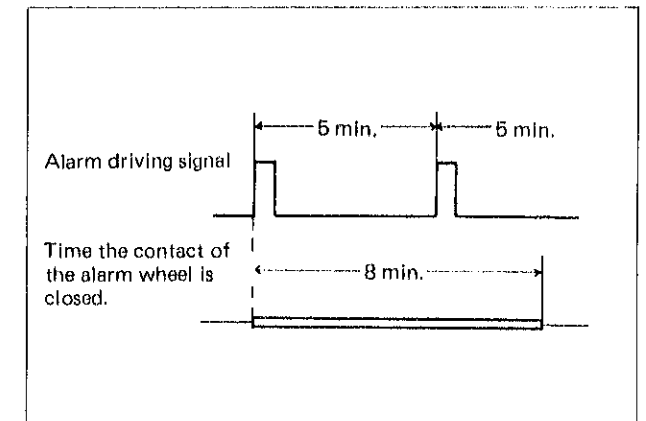 5 min. 5 min.
Alarm driving signal
Time the contact of
the alarm wheel is
closed.
8 min.